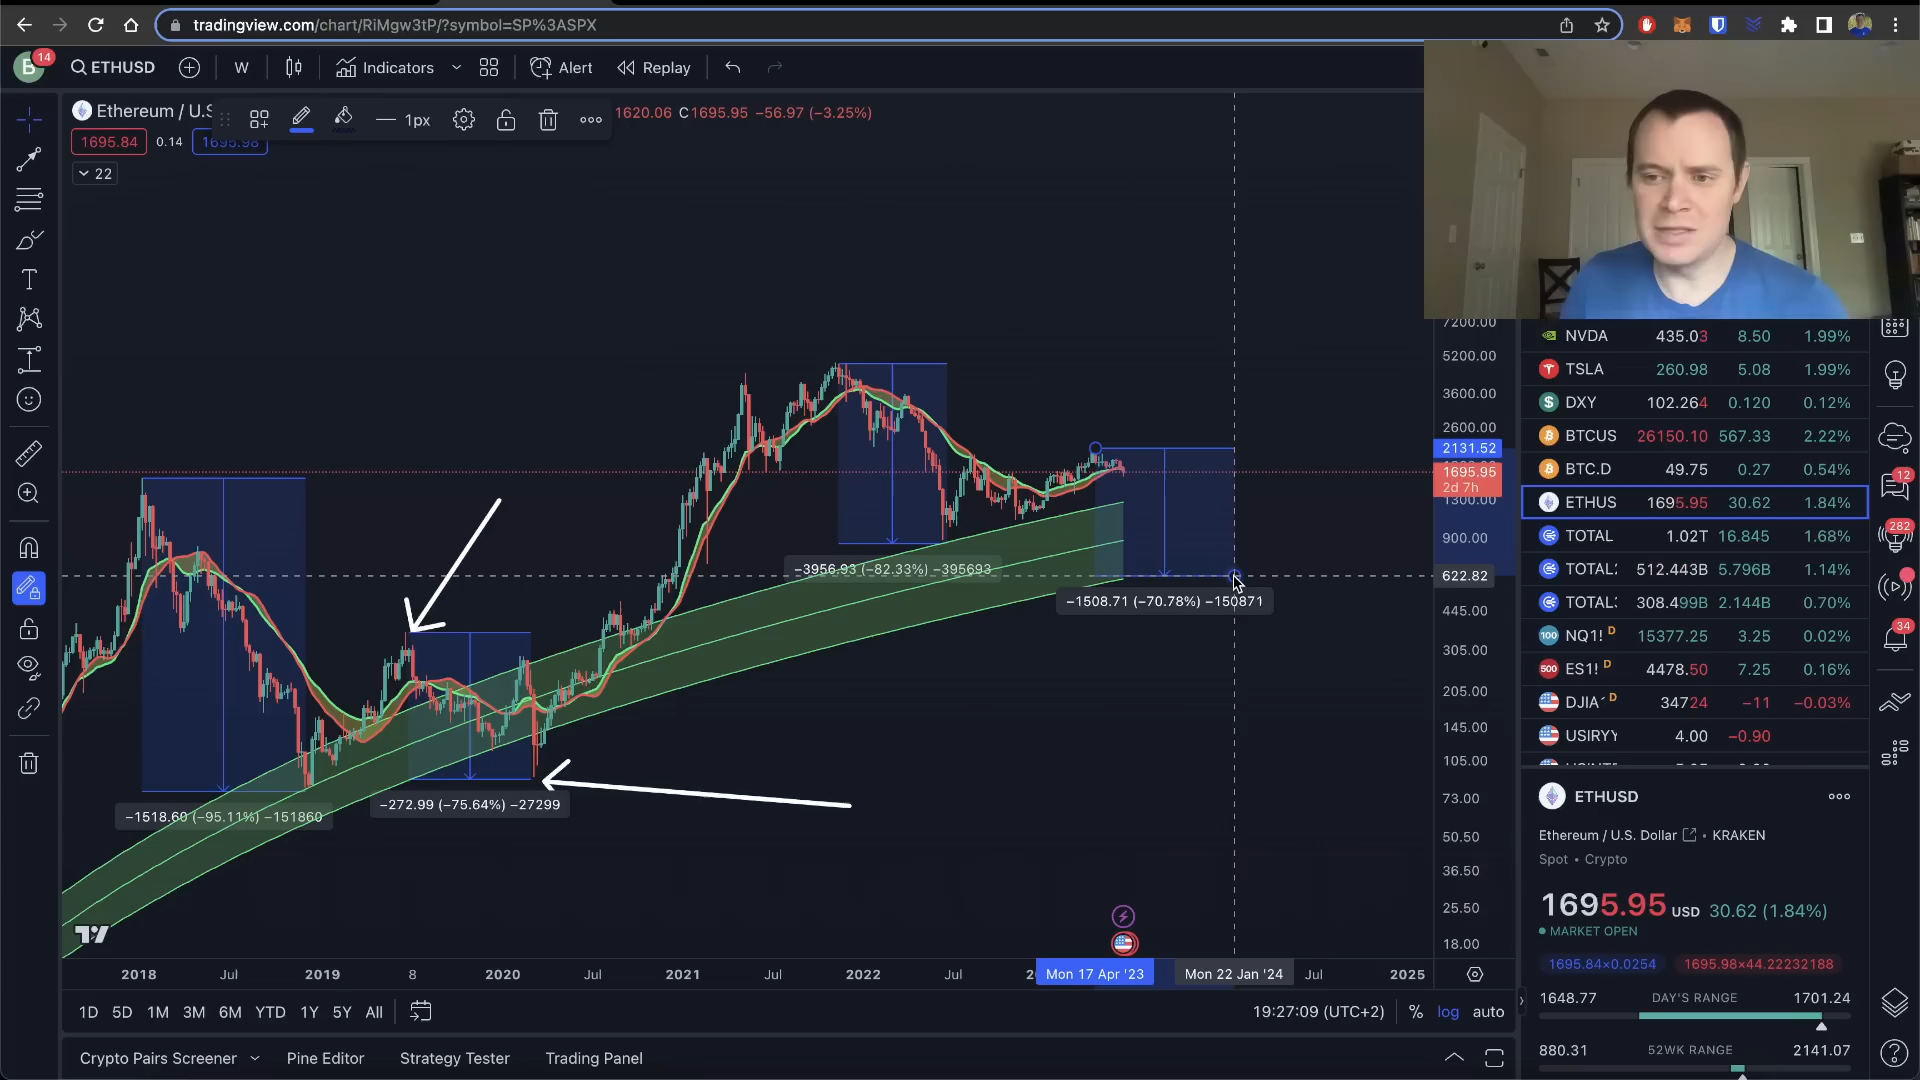 tradingview.com/chart/RiMgw3tP/?symbol=SP%3ASPX
B 14 ETHUSD W Indicators Alert Replay
Ethereum / U.S 1px 1620.06 C1695.95 −56.97 (−3.25%)
1695.84 0.14 1695.98
22
7200.00
5200.00
3600.00
2600.00
2131.52
1695.95
2d 7h
1300.00
900.00
622.82
445.00
305.00
205.00
145.00
105.00
73.00
50.50
36.50
25.50
18.00
−3956.93 (−82.33%) −395693
−1508.71 (−70.78%) −150871
−272.99 (−75.64%) −27299
−1518.60 (−95.11%) −151860
2018 Jul 2019 8 2020 Jul 2021 Jul 2022 Jul Mon 17 Apr '23 Mon 22 Jan '24 Jul 2025
1D 5D 1M 3M 6M YTD 1Y 5Y All 19:27:09 (UTC+2) % log auto
Crypto Pairs Screener Pine Editor Strategy Tester Trading Panel
NVDA 435.03 8.50 1.99%
TSLA 260.98 5.08 1.99%
DXY 102.264 0.120 0.12%
BTCUS 26150.10 567.33 2.22%
BTC.D 49.75 0.27 0.54%
ETHUS 1695.95 30.62 1.84%
TOTAL 1.02T 16.845 1.68%
TOTAL2 512.443B 5.796B 1.14%
TOTAL3 308.499B 2.144B 0.70%
NQ1! D 15377.25 3.25 0.02%
ES1! D 4478.50 7.25 0.16%
DJIA D 34724 −11 −0.03%
USIRYY 4.00 −0.90
12
282
34
ETHUSD
Ethereum / U.S. Dollar • KRAKEN
Spot • Crypto
1695.95 USD 30.62 (1.84%)
MARKET OPEN
1695.84×0.0254 1695.98×44.22232188
1648.77 DAY'S RANGE 1701.24
880.31 52WK RANGE 2141.07